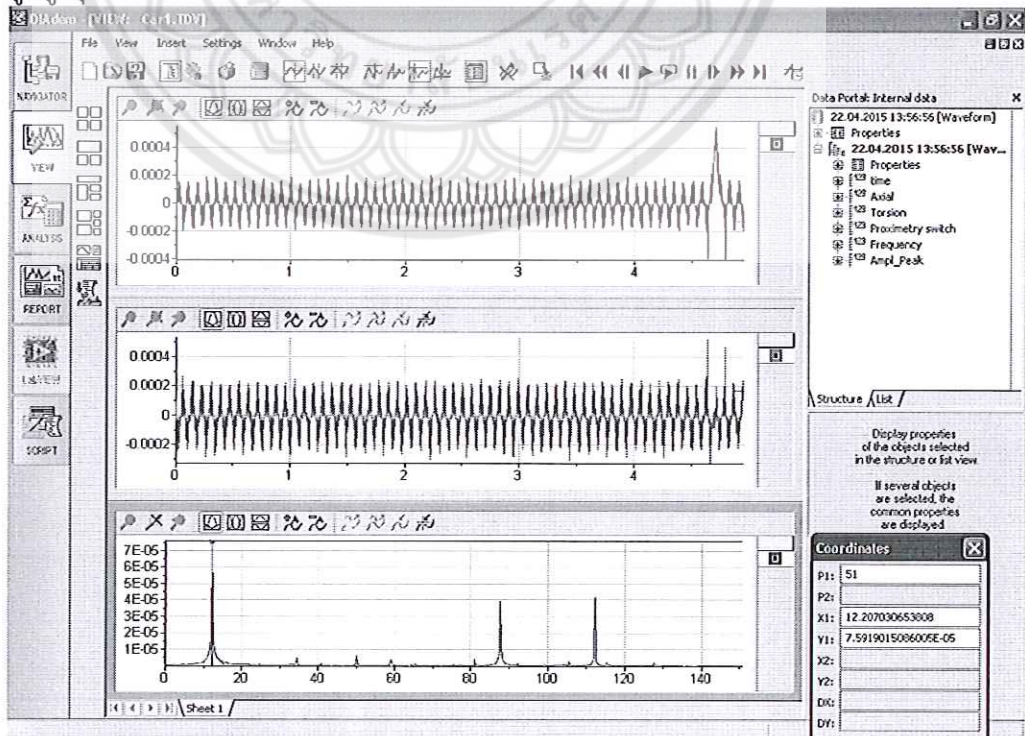 DIAdem - [VIEW: Car1.TDV]
File View Insert Settings Window Help
NAVIGATOR
VIEW
ANALYSIS
REPORT
LabVIEW
SCRIPT
0.0004
0.0002
0
-0.0002
-0.0004
0 1 2 3 4
0.0004
0.0002
0
-0.0002
0 1 2 3 4
7E-05
6E-05
5E-05
4E-05
3E-05
2E-05
1E-05
0 20 40 60 80 100 120 140
Sheet 1
Data Portal: Internal data
22.04.2015 13:56:56 [Waveform]
Properties
22.04.2015 13:56:56 [Wav...
Properties
time
Axial
Torsion
Proximetry switch
Frequency
Ampl_Peak
Structure List
Display properties
of the objects selected
in the structure or list view
If several objects
are selected, the
common properties
are displayed
Coordinates
P1: 51
P2:
X1: 12.207030653808
Y1: 7.5919015086005E-05
X2:
Y2:
DX:
DY: